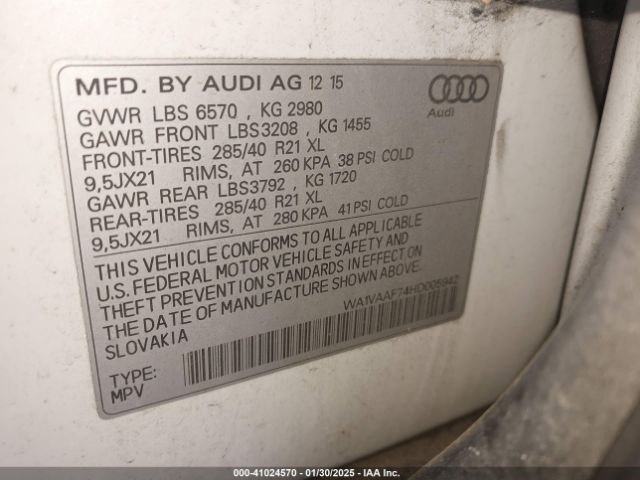 MFD. BY AUDI AG 12 15
Audi
GVWR LBS 6570 , KG 2980
GAWR FRONT LBS3208 , KG 1455
FRONT-TIRES 285/40 R21 XL
9,5JX21 RIMS, AT 260 KPA 38 PSI COLD
GAWR REAR LBS3792 , KG 1720
REAR-TIRES 285/40 R21 XL
9,5JX21 RIMS, AT 280 KPA 41 PSI COLD
THIS VEHICLE CONFORMS TO ALL APPLICABLE
U.S. FEDERAL MOTOR VEHICLE SAFETY AND
THEFT PREVENTION STANDARDS IN EFFECT ON
THE DATE OF MANUFACTURE SHOWN ABOVE.
SLOVAKIA
WA1VAAF74HD005942
TYPE:
MPV
000-41024570 | 01/30/2025 | IAA Inc.